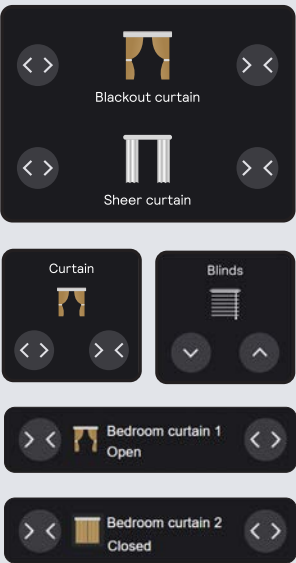 Blackout curtain
Sheer curtain
Curtain
Blinds
Bedroom curtain 1
Open
Bedroom curtain 2
Closed